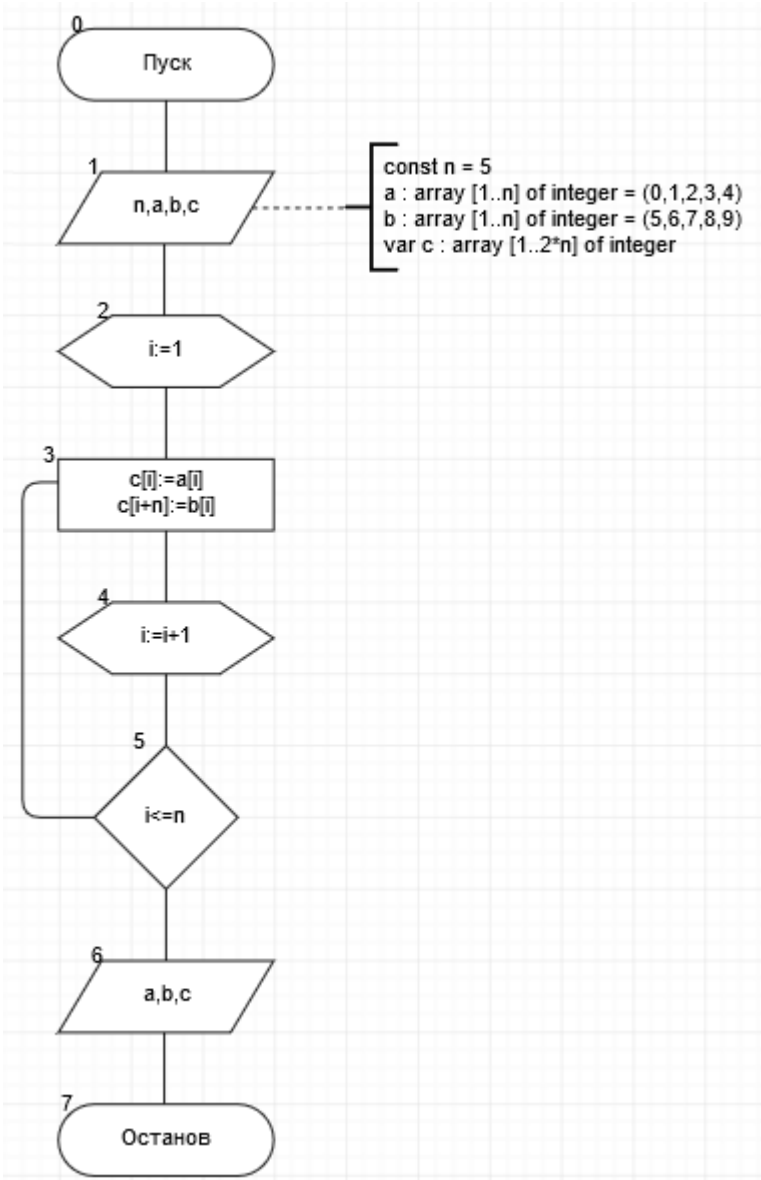 0
Пуск
1
n,a,b,c
const n = 5
a : array [1..n] of integer = (0,1,2,3,4)
b : array [1..n] of integer = (5,6,7,8,9)
var c : array [1..2*n] of integer
2
i:=1
3
c[i]:=a[i]
c[i+n]:=b[i]
4
i:=i+1
5
i<=n
6
a,b,c
7
Останов